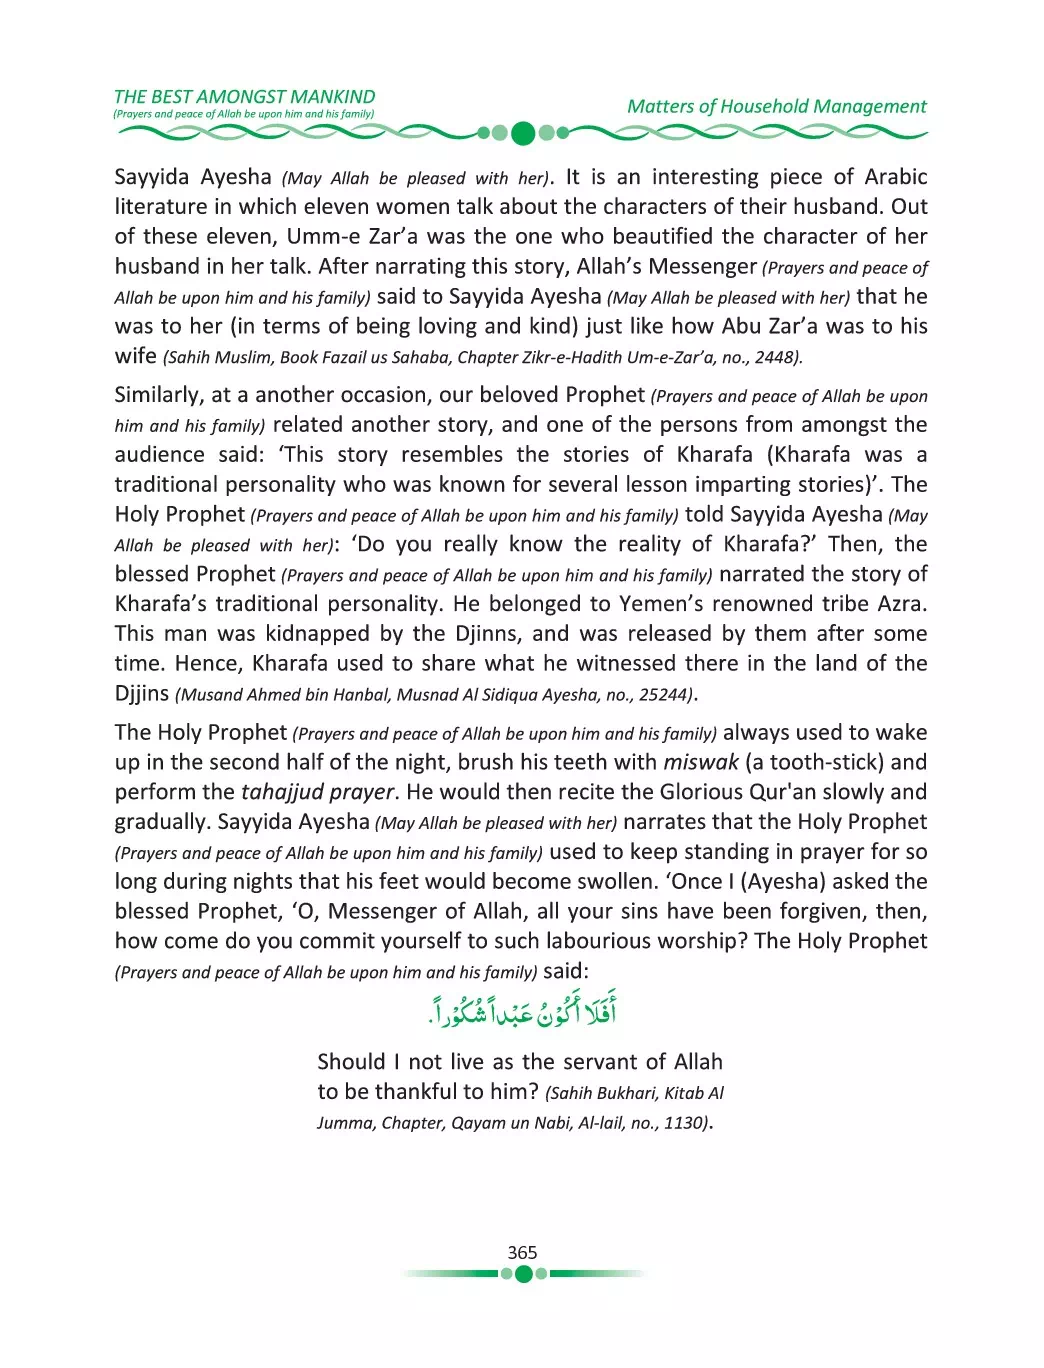 THE BEST AMONGST MANKIND
(Prayers and peace of Allah be upon him and his family)
Matters of Household Management
Sayyida Ayesha (May Allah be pleased with her). It is an interesting piece of Arabic
literature in which eleven women talk about the characters of their husband. Out
of these eleven, Umm-e Zar’a was the one who beautified the character of her
husband in her talk. After narrating this story, Allah’s Messenger (Prayers and peace of
Allah be upon him and his family) said to Sayyida Ayesha (May Allah be pleased with her) that he
was to her (in terms of being loving and kind) just like how Abu Zar’a was to his
wife (Sahih Muslim, Book Fazail us Sahaba, Chapter Zikr-e-Hadith Um-e-Zar’a, no., 2448).
Similarly, at a another occasion, our beloved Prophet (Prayers and peace of Allah be upon
him and his family) related another story, and one of the persons from amongst the
audience said: ‘This story resembles the stories of Kharafa (Kharafa was a
traditional personality who was known for several lesson imparting stories)’. The
Holy Prophet (Prayers and peace of Allah be upon him and his family) told Sayyida Ayesha (May
Allah be pleased with her): ‘Do you really know the reality of Kharafa?’ Then, the
blessed Prophet (Prayers and peace of Allah be upon him and his family) narrated the story of
Kharafa’s traditional personality. He belonged to Yemen’s renowned tribe Azra.
This man was kidnapped by the Djinns, and was released by them after some
time. Hence, Kharafa used to share what he witnessed there in the land of the
Djjins (Musand Ahmed bin Hanbal, Musnad Al Sidiqua Ayesha, no., 25244).
The Holy Prophet (Prayers and peace of Allah be upon him and his family) always used to wake
up in the second half of the night, brush his teeth with miswak (a tooth-stick) and
perform the tahajjud prayer. He would then recite the Glorious Qur'an slowly and
gradually. Sayyida Ayesha (May Allah be pleased with her) narrates that the Holy Prophet
(Prayers and peace of Allah be upon him and his family) used to keep standing in prayer for so
long during nights that his feet would become swollen. ‘Once I (Ayesha) asked the
blessed Prophet, ‘O, Messenger of Allah, all your sins have been forgiven, then,
how come do you commit yourself to such labourious worship? The Holy Prophet
(Prayers and peace of Allah be upon him and his family) said:
أَفَلَا أَكُوْنُ عَبْداً شُكُوْراً.
Should I not live as the servant of Allah
to be thankful to him? (Sahih Bukhari, Kitab Al
Jumma, Chapter, Qayam un Nabi, Al-lail, no., 1130).
365